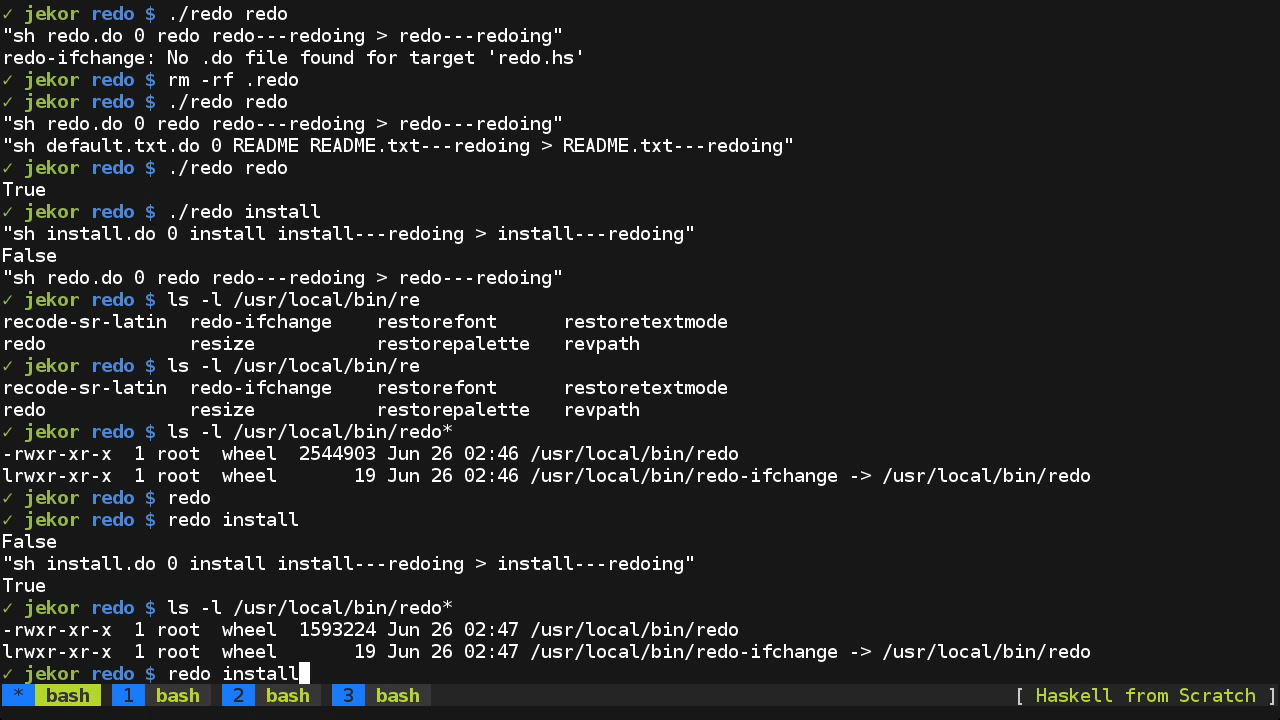 ✓ jekor redo $ ./redo redo
"sh redo.do 0 redo redo---redoing > redo---redoing"
redo-ifchange: No .do file found for target 'redo.hs'
✓ jekor redo $ rm -rf .redo
✓ jekor redo $ ./redo redo
"sh redo.do 0 redo redo---redoing > redo---redoing"
"sh default.txt.do 0 README README.txt---redoing > README.txt---redoing"
✓ jekor redo $ ./redo redo
True
✓ jekor redo $ ./redo install
"sh install.do 0 install install---redoing > install---redoing"
False
"sh redo.do 0 redo redo---redoing > redo---redoing"
✓ jekor redo $ ls -l /usr/local/bin/re
recode-sr-latin  redo-ifchange    restorefont      restoretextmode
redo             resize           restorepalette   revpath
✓ jekor redo $ ls -l /usr/local/bin/re
recode-sr-latin  redo-ifchange    restorefont      restoretextmode
redo             resize           restorepalette   revpath
✓ jekor redo $ ls -l /usr/local/bin/redo*
-rwxr-xr-x  1 root  wheel  2544903 Jun 26 02:46 /usr/local/bin/redo
lrwxr-xr-x  1 root  wheel       19 Jun 26 02:46 /usr/local/bin/redo-ifchange -> /usr/local/bin/redo
✓ jekor redo $ redo
✓ jekor redo $ redo install
False
"sh install.do 0 install install---redoing > install---redoing"
True
✓ jekor redo $ ls -l /usr/local/bin/redo*
-rwxr-xr-x  1 root  wheel  1593224 Jun 26 02:47 /usr/local/bin/redo
lrwxr-xr-x  1 root  wheel       19 Jun 26 02:47 /usr/local/bin/redo-ifchange -> /usr/local/bin/redo
✓ jekor redo $ redo install
* bash 1 bash 2 bash 3 bash [ Haskell from Scratch ]